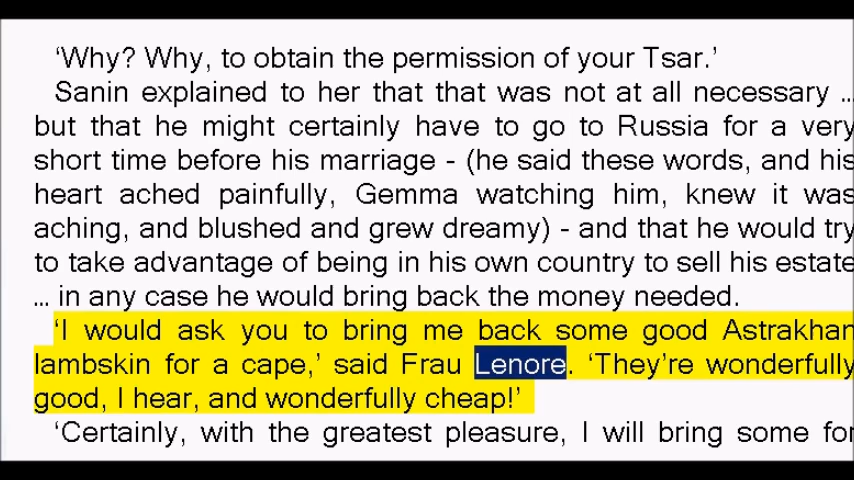 ‘Why? Why, to obtain the permission of your Tsar.’
Sanin explained to her that that was not at all necessary ...
but that he might certainly have to go to Russia for a very
short time before his marriage - (he said these words, and his
heart ached painfully, Gemma watching him, knew it was
aching, and blushed and grew dreamy) - and that he would try
to take advantage of being in his own country to sell his estate
... in any case he would bring back the money needed.
‘I would ask you to bring me back some good Astrakhan
lambskin for a cape,’ said Frau Lenore. ‘They’re wonderfully
good, I hear, and wonderfully cheap!’
‘Certainly, with the greatest pleasure, I will bring some for